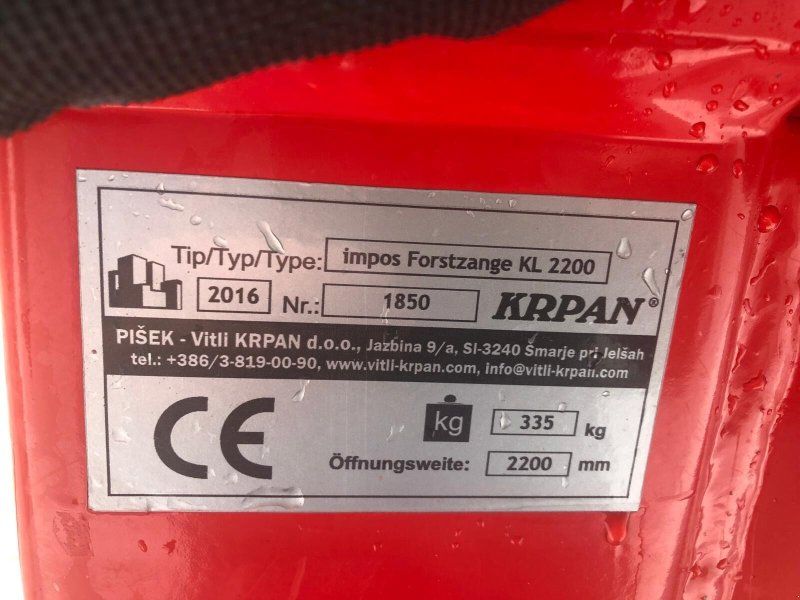 Tip/Typ/Type: impos Forstzange KL 2200
2016 Nr.: 1850 KRPAN®
PIŠEK - Vitli KRPAN d.o.o., Jazbina 9/a, SI-3240 Šmarje pri Jelšah
tel.: +386/3-819-00-90, www.vitli-krpan.com, info@vitli-krpan.com
CE kg 335 kg
Öffnungsweite: 2200 mm